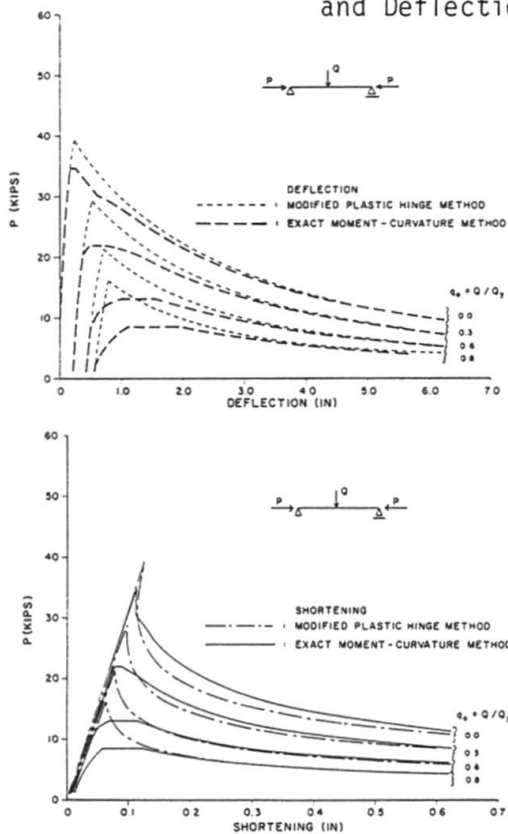 and Deflectio
60
50
40
30
20
10
0
P (KIPS)
Q
P
P
DEFLECTION
MODIFIED PLASTIC HINGE METHOD
EXACT MOMENT-CURVATURE METHOD
0.0
0.3
0.6
0.8
0 1.0 2.0 3.0 4.0 5.0 6.0 7.0
DEFLECTION (IN)
60
50
40
30
20
10
0
P(KIPS)
Q
P
P
SHORTENING
MODIFIED PLASTIC HINGE METHOD
EXACT MOMENT-CURVATURE METHOD
0.0
0.3
0.6
0.8
0 0.1 0.2 0.3 0.4 0.5 0.6 0.7
SHORTENING (IN)